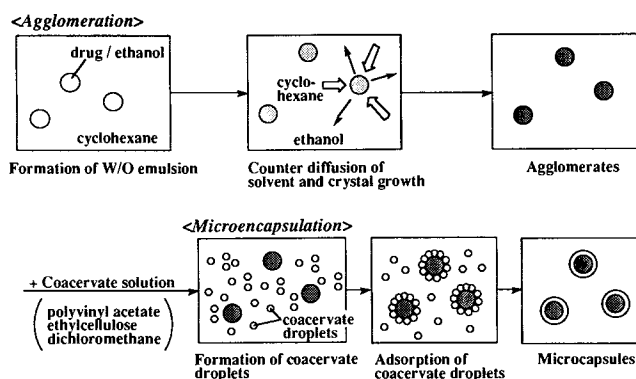 <Agglomeration>
drug / ethanol
cyclohexane
Formation of W/O emulsion
cyclo-
hexane
ethanol
Counter diffusion of
solvent and crystal growth
Agglomerates
<Microencapsulation>
+ Coacervate solution
polyvinyl acetate
ethylcellulose
dichloromethane
coacervate
droplets
Formation of coacervate
droplets
Adsorption of
coacervate droplets
Microcapsules